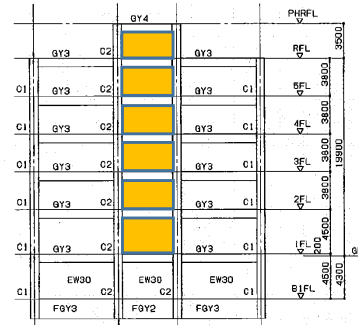 GY4 PHRFL
3500
GY3 C2 GY3 RFL
3800
C1 GY3 C2 GY3 C1 5FL
3800
C1 GY3 C2 GY3 C1 4FL
3800 19900
C1 GY3 C2 GY3 C1 3FL
3800
C1 GY3 C2 GY3 C1 2FL
4500
C1 GY3 C2 GY3 C1 1FL
200
EW30 EW30 EW30
4500 4300
C1 C2 C2 C1 B1FL
FGY3 FGY2 FGY3